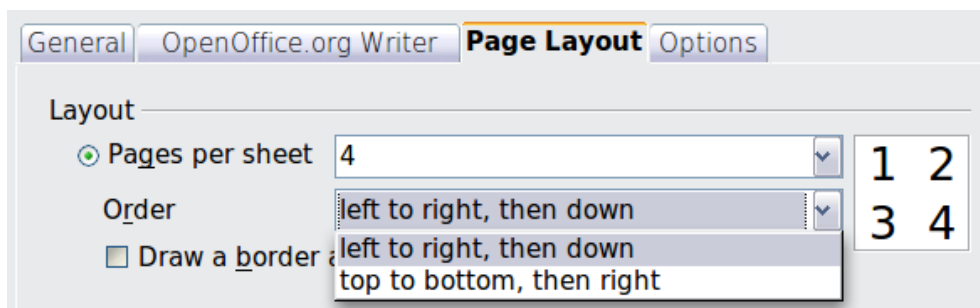 General OpenOffice.org Writer Page Layout Options
Layout
Pages per sheet 4
1 2
Order left to right, then down
3 4
left to right, then down
Draw a border
top to bottom, then right